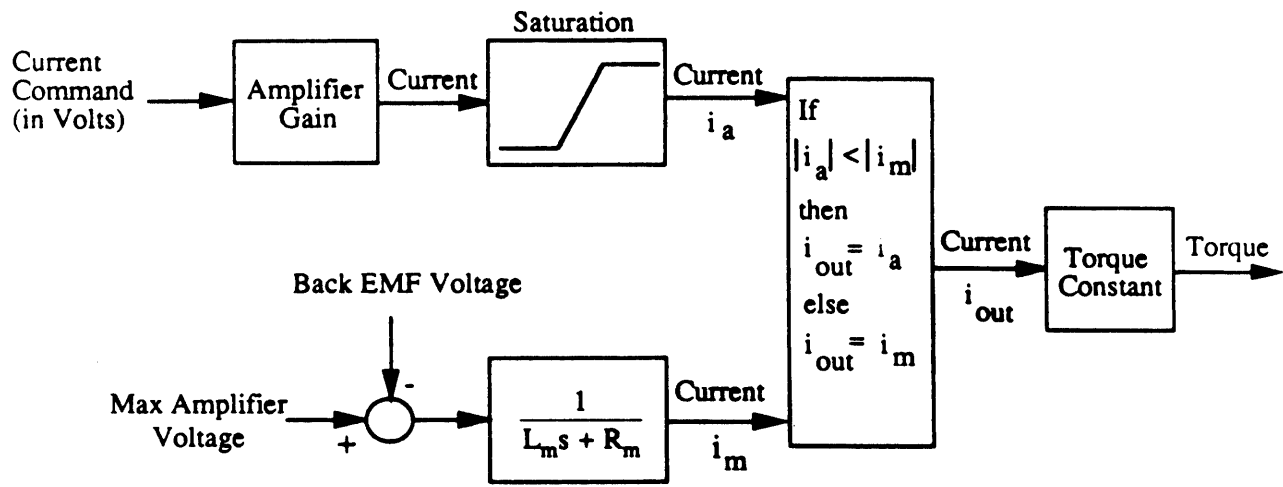 Saturation
Current
Command
(in Volts)
Amplifier
Gain
Current
Current
i a
If
|i a| < |i m|
then
i out = i a
else
i out = i m
Current
i out
Torque
Constant
Torque
Back EMF Voltage
-
Max Amplifier
Voltage
+
1
L m s + R m
Current
i m